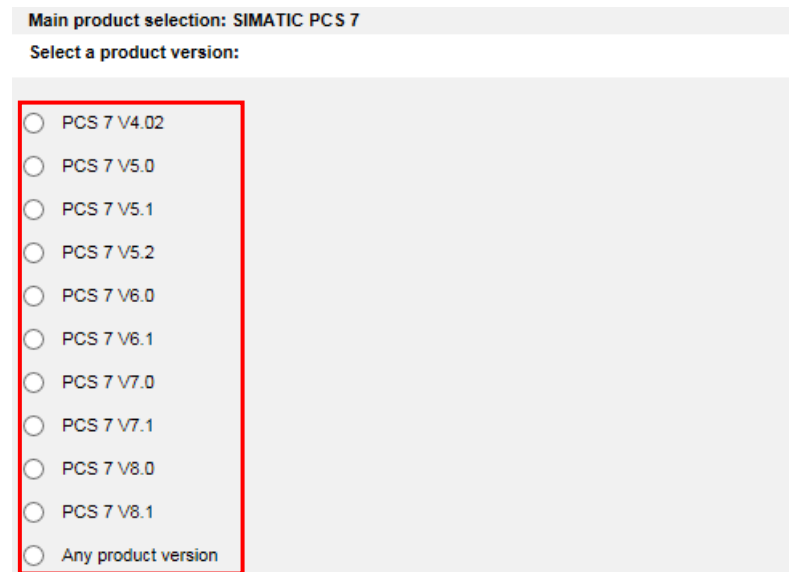 Main product selection: SIMATIC PCS 7
Select a product version:
PCS 7 V4.02
PCS 7 V5.0
PCS 7 V5.1
PCS 7 V5.2
PCS 7 V6.0
PCS 7 V6.1
PCS 7 V7.0
PCS 7 V7.1
PCS 7 V8.0
PCS 7 V8.1
Any product version